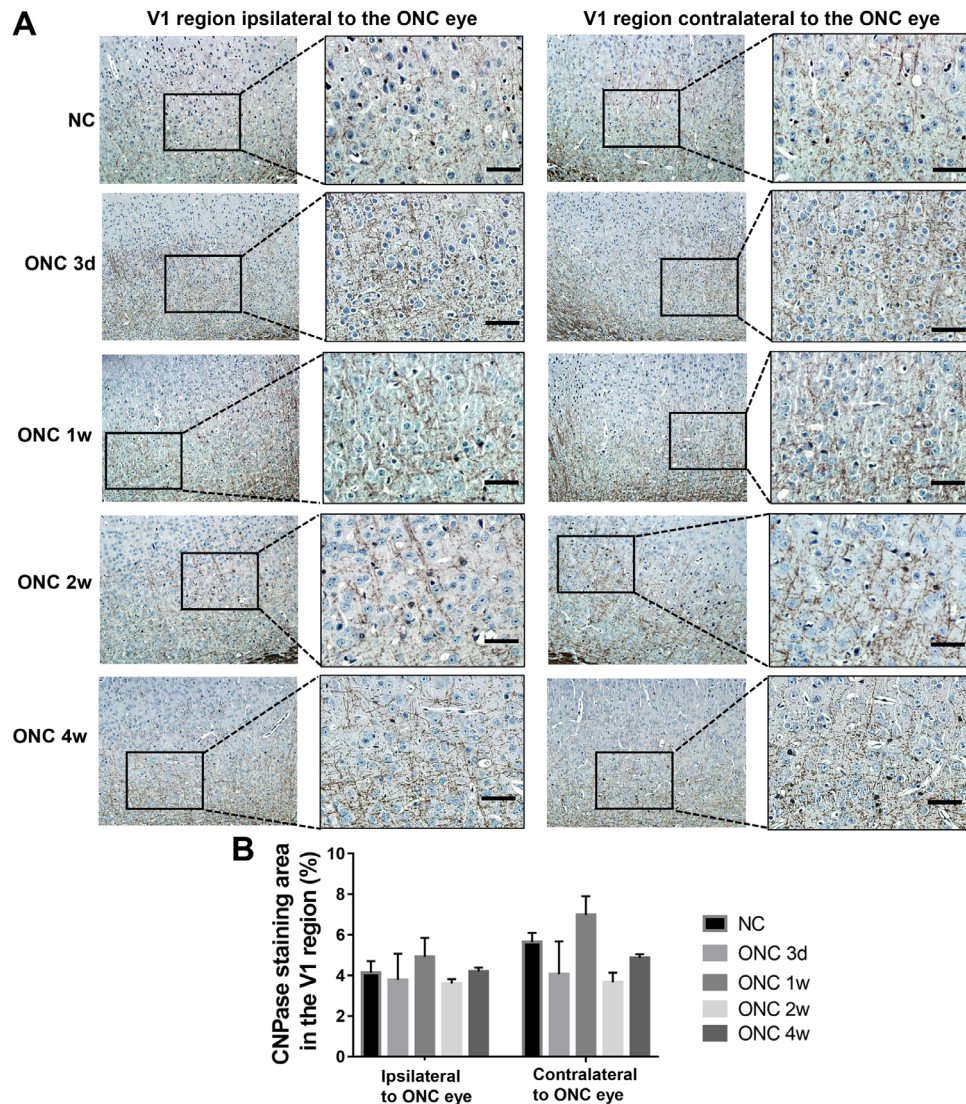 A
V1 region ipsilateral to the ONC eye
V1 region contralateral to the ONC eye
NC
ONC 3d
ONC 1w
ONC 2w
ONC 4w
B
CNPase staining area
in the V1 region (%)
10
8
6
4
2
0
Ipsilateral
to ONC eye
Contralateral
to ONC eye
NC
ONC 3d
ONC 1w
ONC 2w
ONC 4w